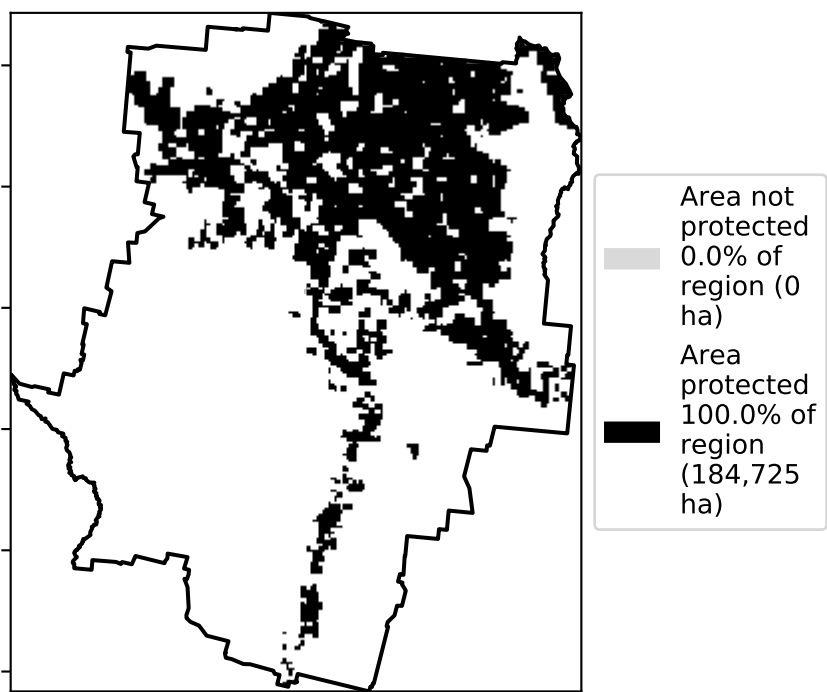 Area not
protected
0.0% of
region (0
ha)
Area
protected
100.0% of
region
(184,725
ha)